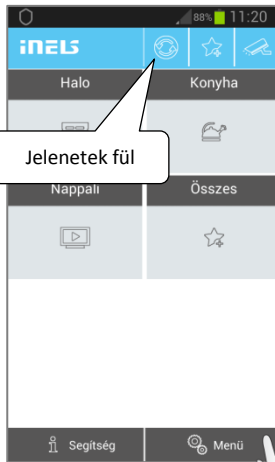 88% 11:20
iNELS
Halo Konyha
Jelenetek fül
Nappali Összes
Segítség Menü